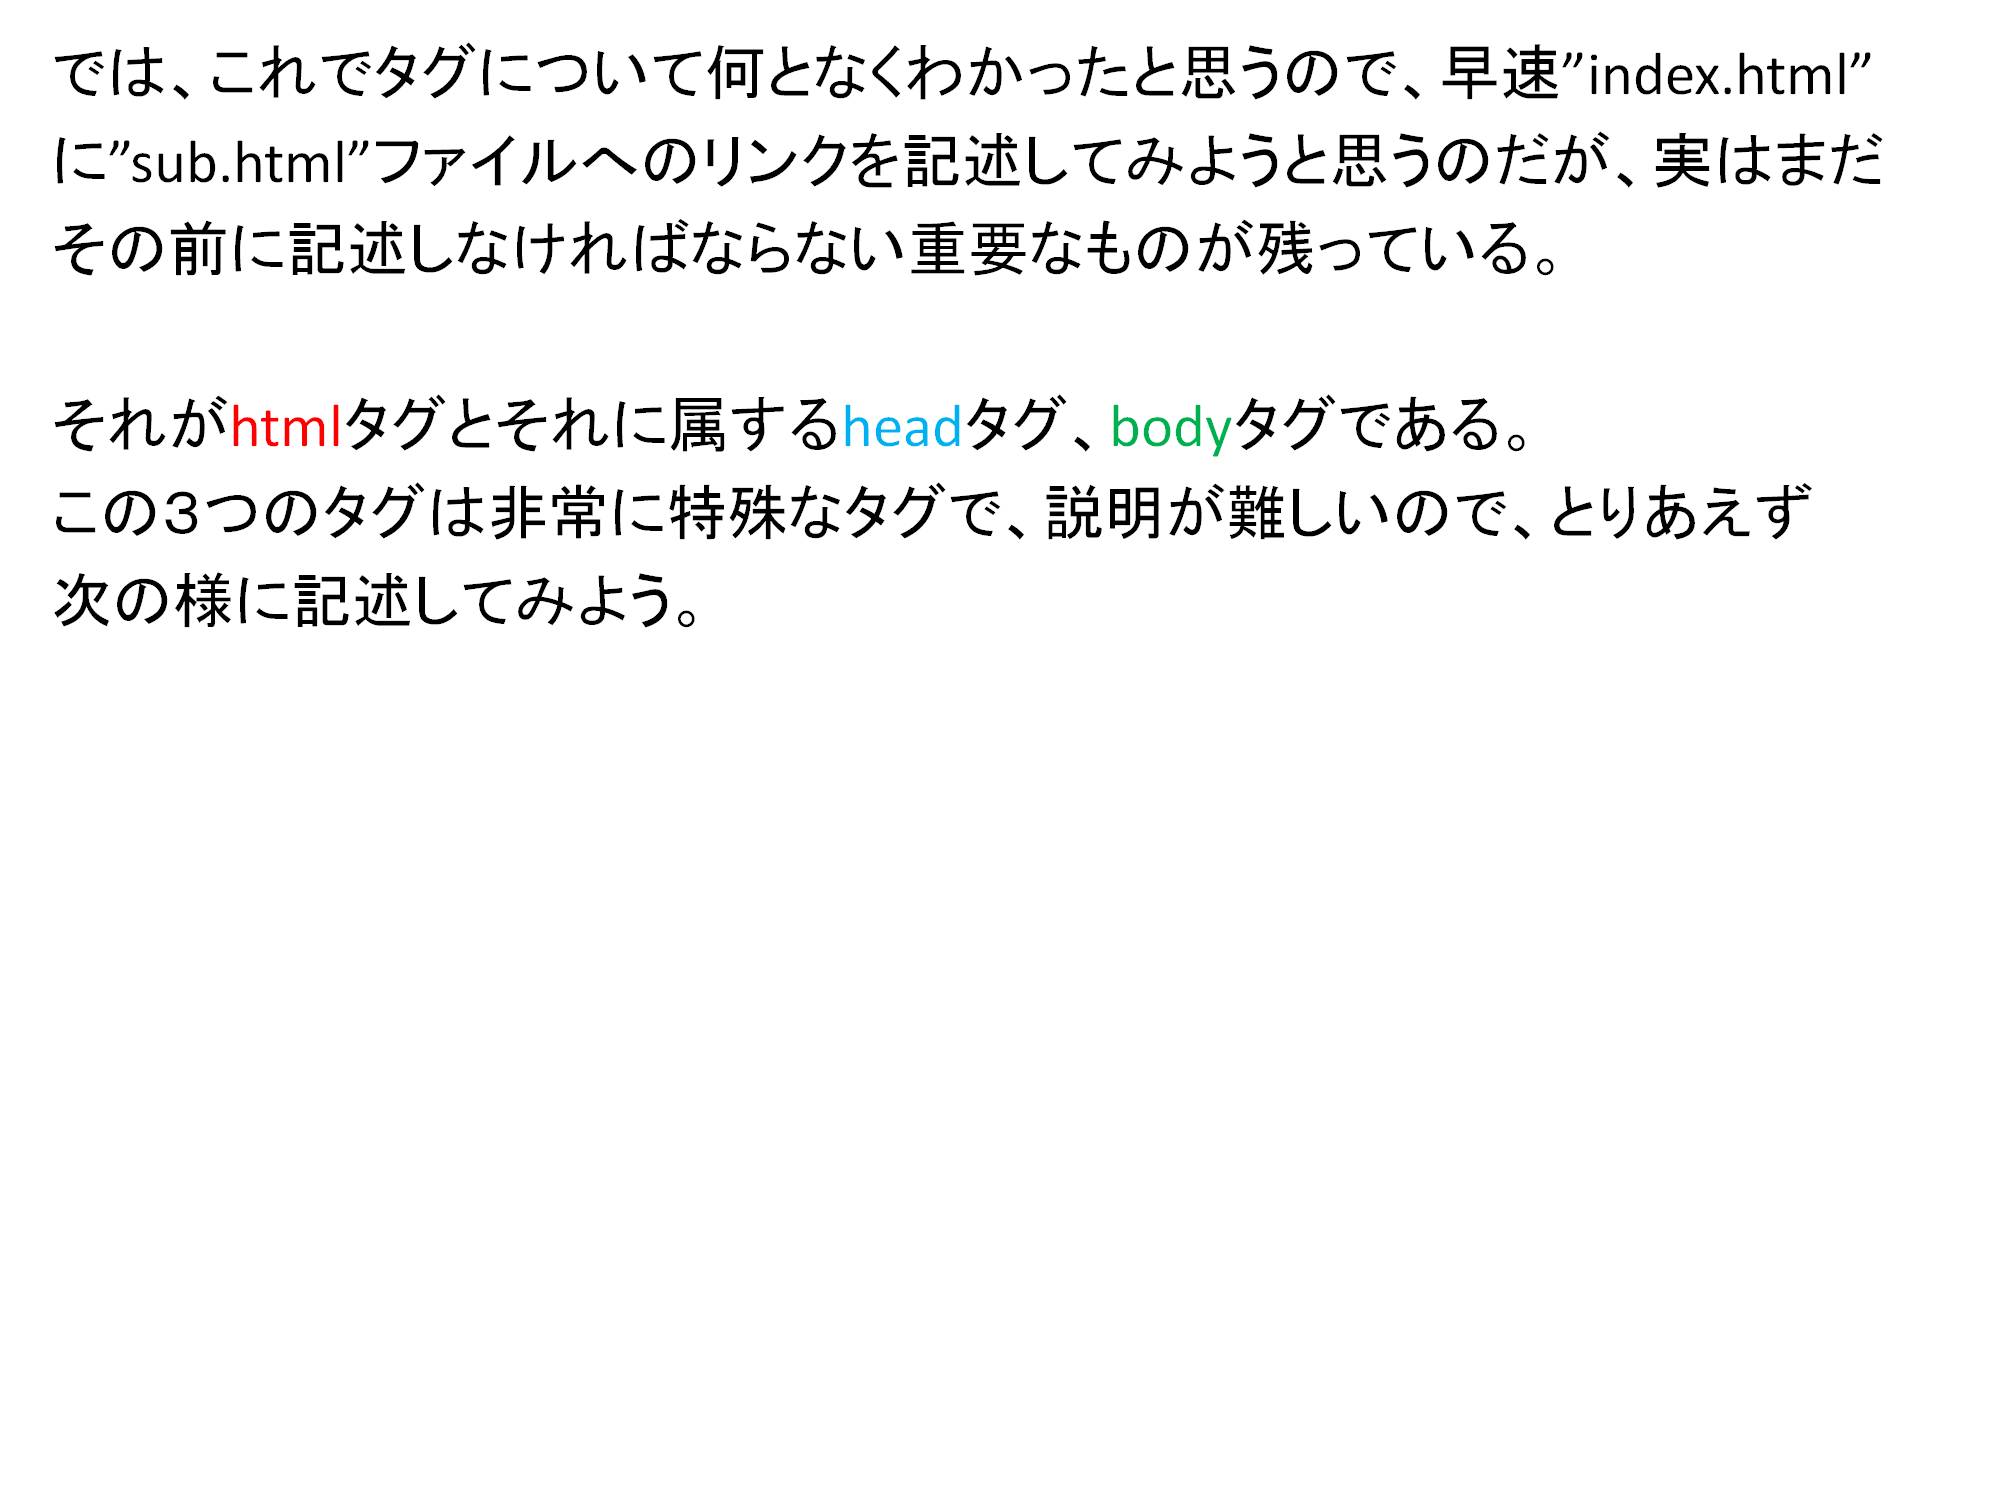 では、これでタグについて何となくわかったと思うので、早速”index.html”
に”sub.html”ファイルへのリンクを記述してみようと思うのだが、実はまだ
その前に記述しなければならない重要なものが残っている。
それがhtmlタグとそれに属するheadタグ、bodyタグである。
この３つのタグは非常に特殊なタグで、説明が難しいので、とりあえず
次の様に記述してみよう。